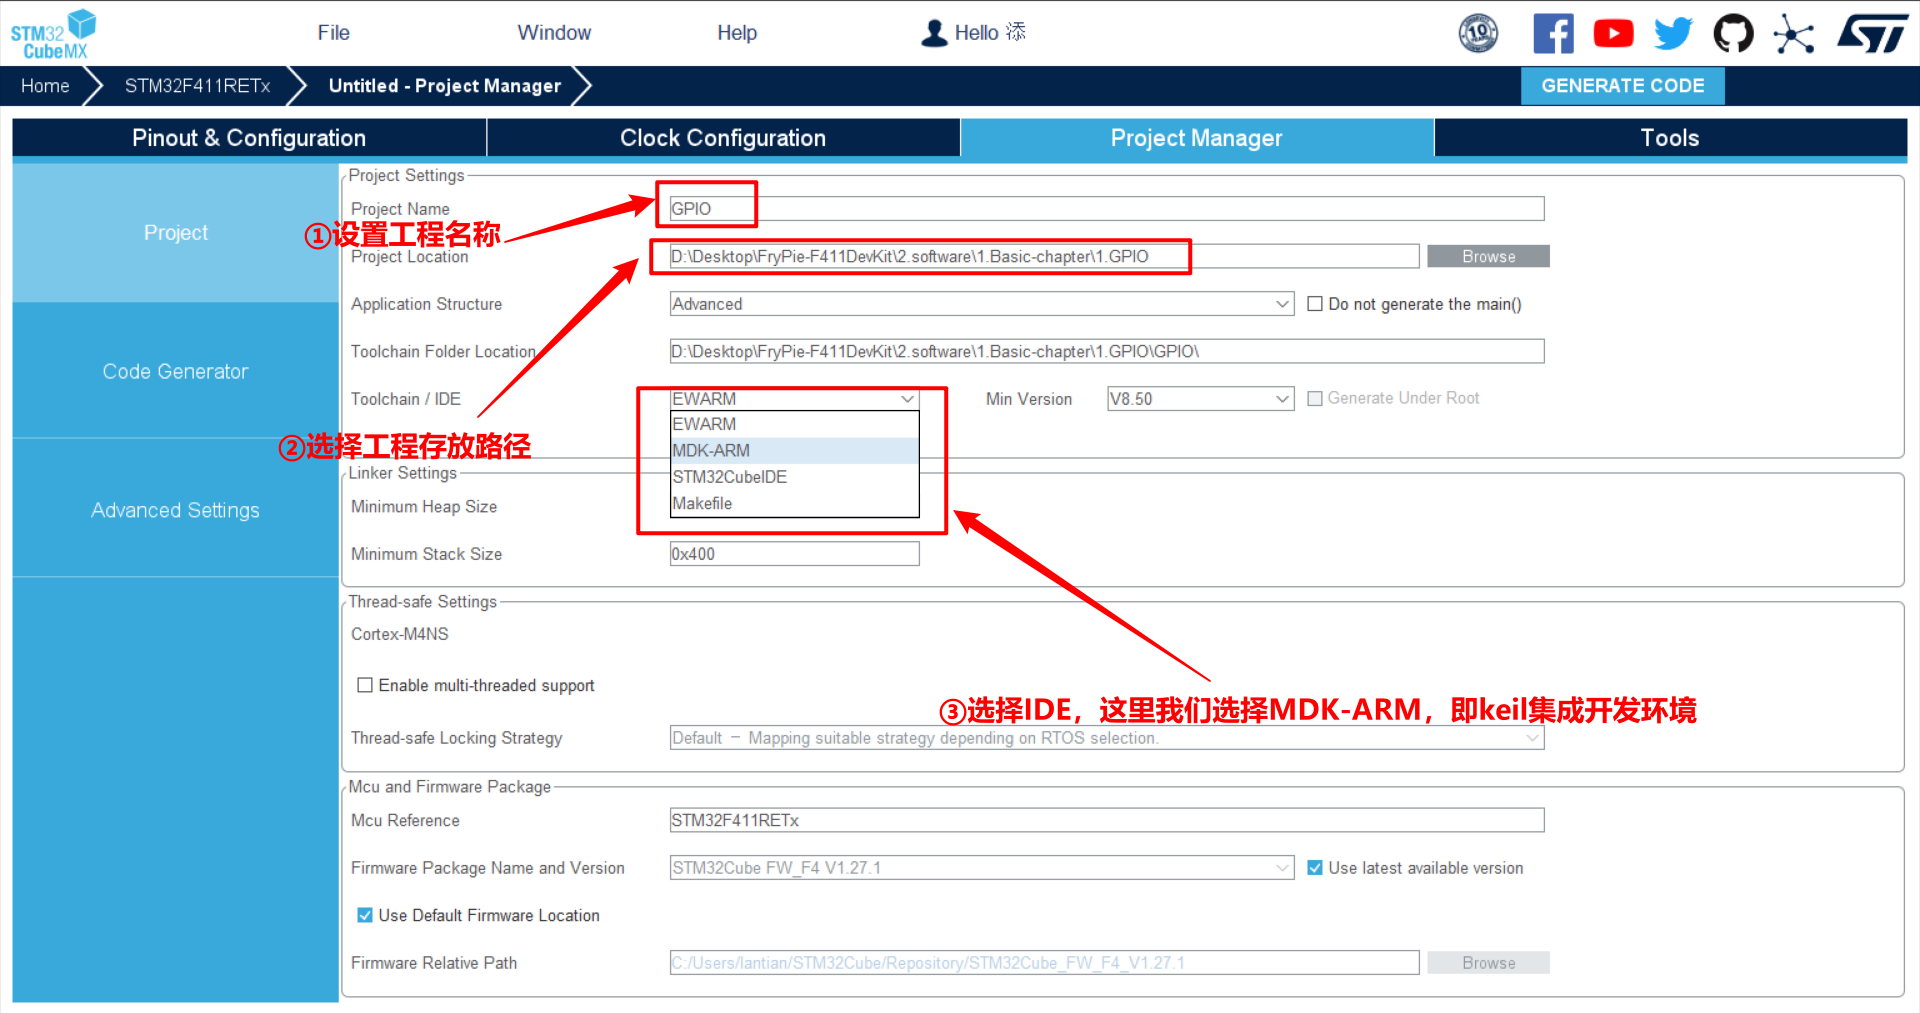 STM32 CubeMX
File Window Help Hello 添
Home STM32F411RETx Untitled - Project Manager GENERATE CODE
Pinout & Configuration Clock Configuration Project Manager Tools
Project
Code Generator
Advanced Settings
Project Settings
Project Name GPIO
①设置工程名称
Project Location D:\Desktop\FryPie-F411DevKit\2.software\1.Basic-chapter\1.GPIO Browse
Application Structure Advanced Do not generate the main()
Toolchain Folder Location D:\Desktop\FryPie-F411DevKit\2.software\1.Basic-chapter\1.GPIO\GPIO\
Toolchain / IDE EWARM Min Version V8.50 Generate Under Root
EWARM
②选择工程存放路径
MDK-ARM
STM32CubeIDE
Makefile
Linker Settings
Minimum Heap Size
Minimum Stack Size 0x400
Thread-safe Settings
Cortex-M4NS
Enable multi-threaded support
③选择IDE，这里我们选择MDK-ARM，即keil集成开发环境
Thread-safe Locking Strategy Default – Mapping suitable strategy depending on RTOS selection.
Mcu and Firmware Package
Mcu Reference STM32F411RETx
Firmware Package Name and Version STM32Cube FW_F4 V1.27.1 Use latest available version
Use Default Firmware Location
Firmware Relative Path C:/Users/lantian/STM32Cube/Repository/STM32Cube_FW_F4_V1.27.1 Browse